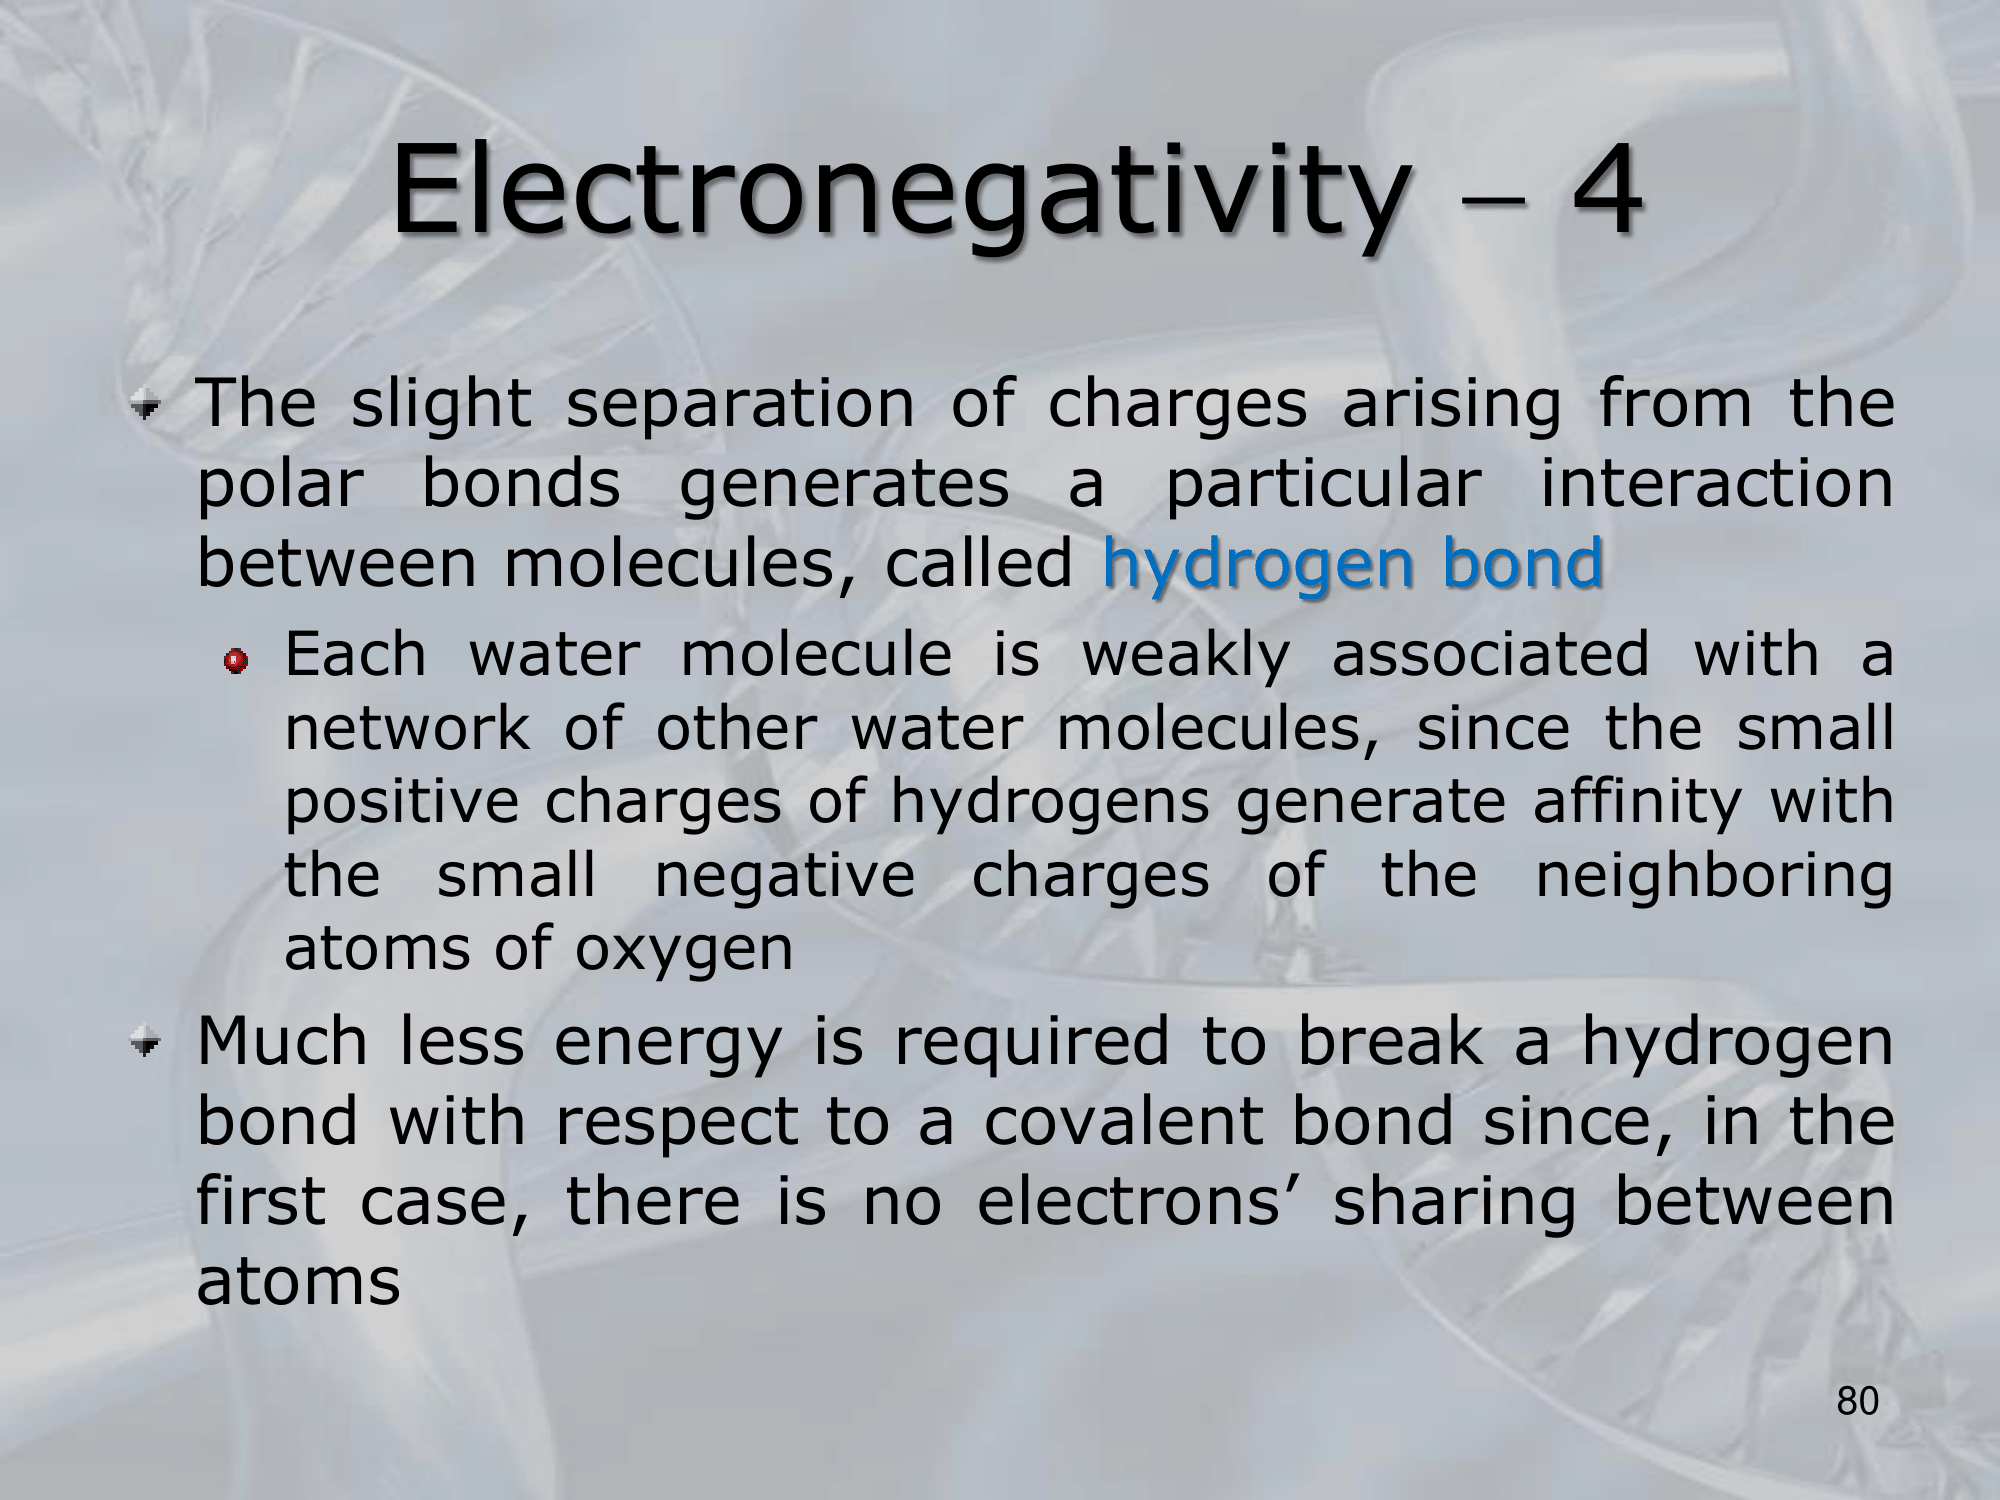 Electronegativity – 4
The slight separation of charges arising from the
polar bonds generates a particular interaction
between molecules, called hydrogen bond
Each water molecule is weakly associated with a
network of other water molecules, since the small
positive charges of hydrogens generate affinity with
the small negative charges of the neighboring
atoms of oxygen
Much less energy is required to break a hydrogen
bond with respect to a covalent bond since, in the
first case, there is no electrons’ sharing between
atoms
80